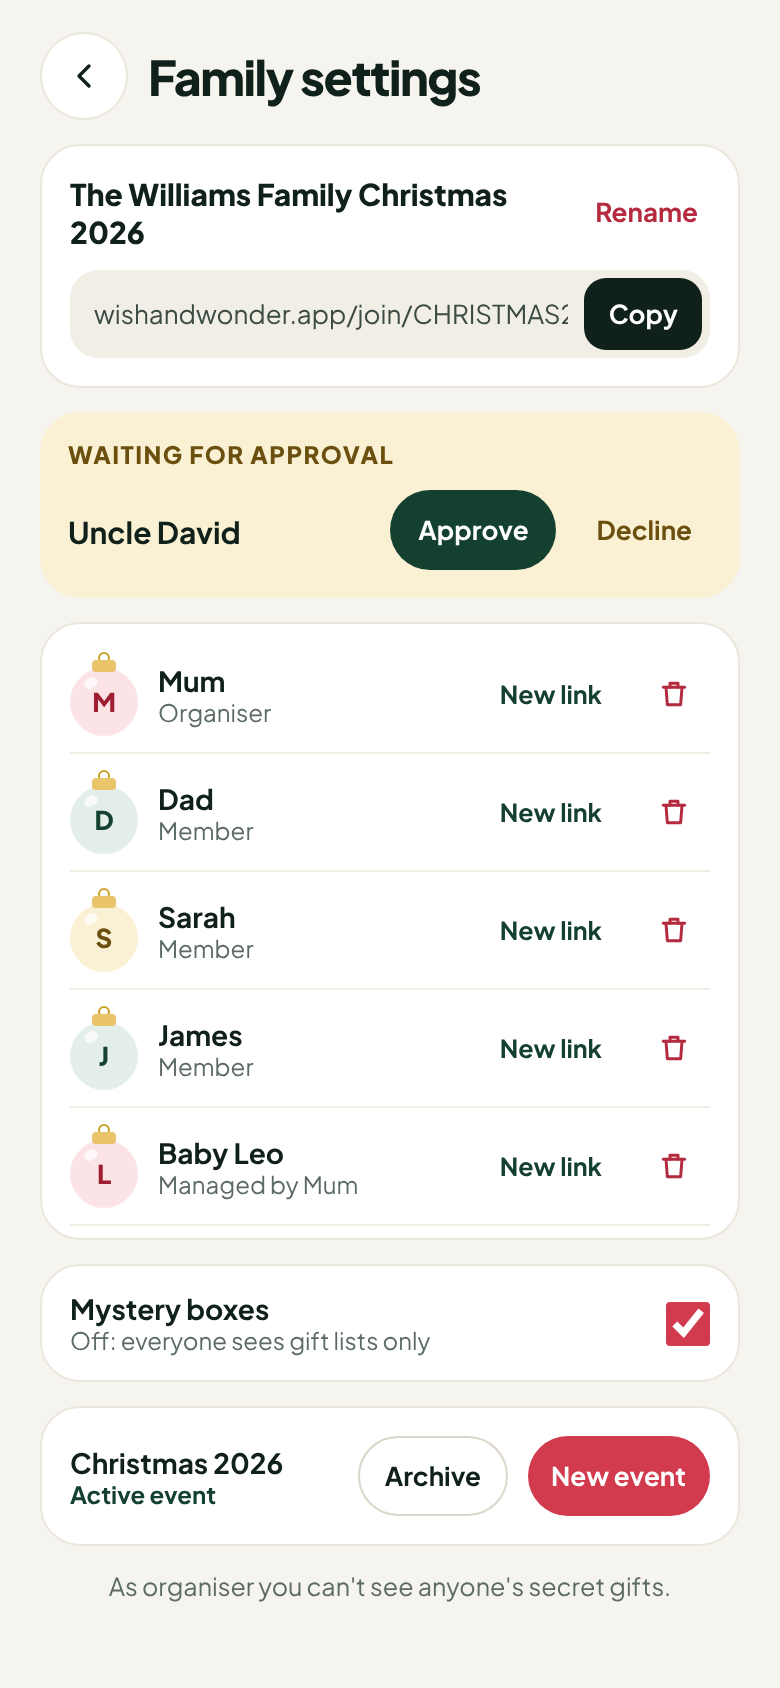 Family settings
The Williams Family Christmas
2026
Rename
wishandwonder.app/join/CHRISTMAS2
Copy
WAITING FOR APPROVAL
Uncle David
Approve
Decline
M
Mum
Organiser
New link
D
Dad
Member
New link
S
Sarah
Member
New link
J
James
Member
New link
L
Baby Leo
Managed by Mum
New link
Mystery boxes
Off: everyone sees gift lists only
Christmas 2026
Active event
Archive
New event
As organiser you can't see anyone's secret gifts.